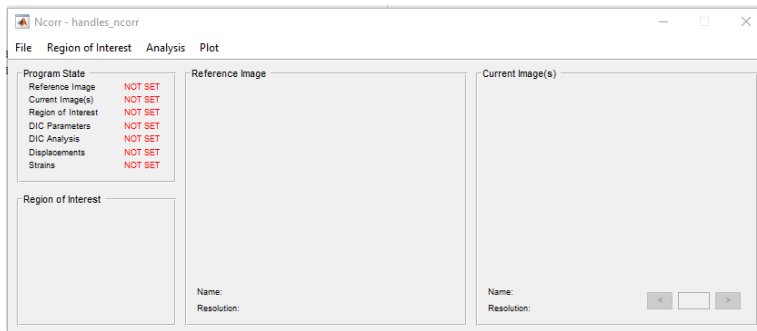 Ncorr - handles_ncorr
File Region of Interest Analysis Plot
Program State
Reference Image NOT SET
Current Image(s) NOT SET
Region of Interest NOT SET
DIC Parameters NOT SET
DIC Analysis NOT SET
Displacements NOT SET
Strains NOT SET
Region of Interest
Reference Image
Name:
Resolution:
Current Image(s)
Name:
Resolution:
< >